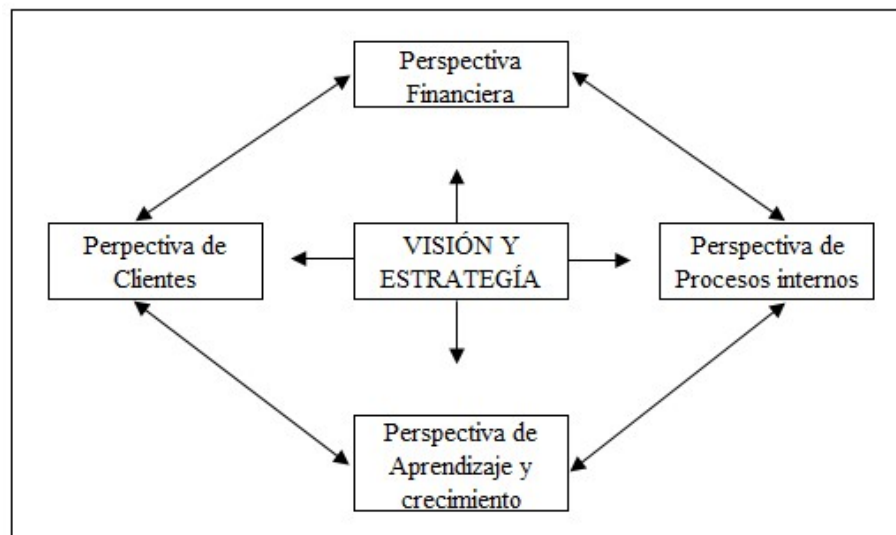 Perspectiva
Financiera
Perpectiva de
Clientes
VISIÓN Y
ESTRATEGÍA
Perspectiva de
Procesos internos
Perspectiva de
Aprendizaje y
crecimiento